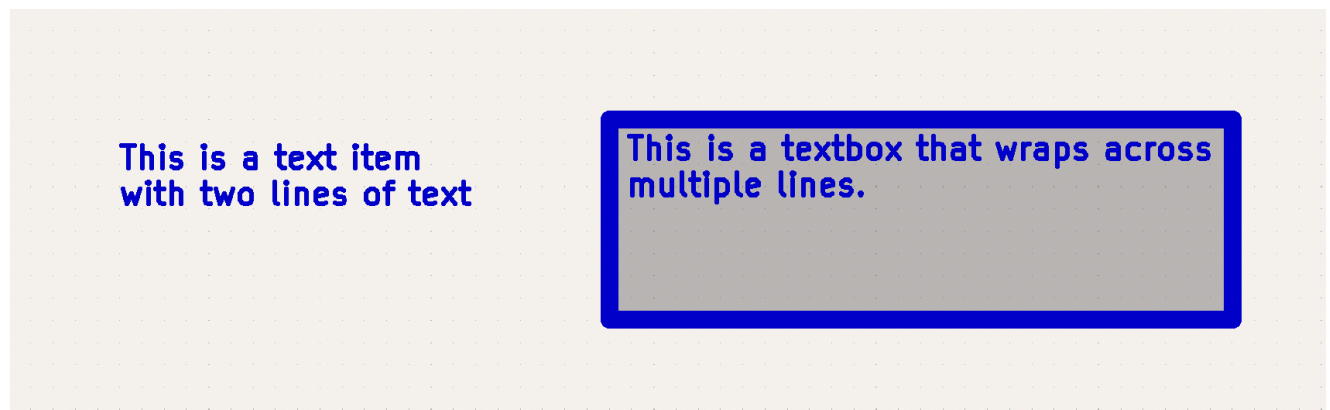 This is a text item
with two lines of text
This is a textbox that wraps across
multiple lines.